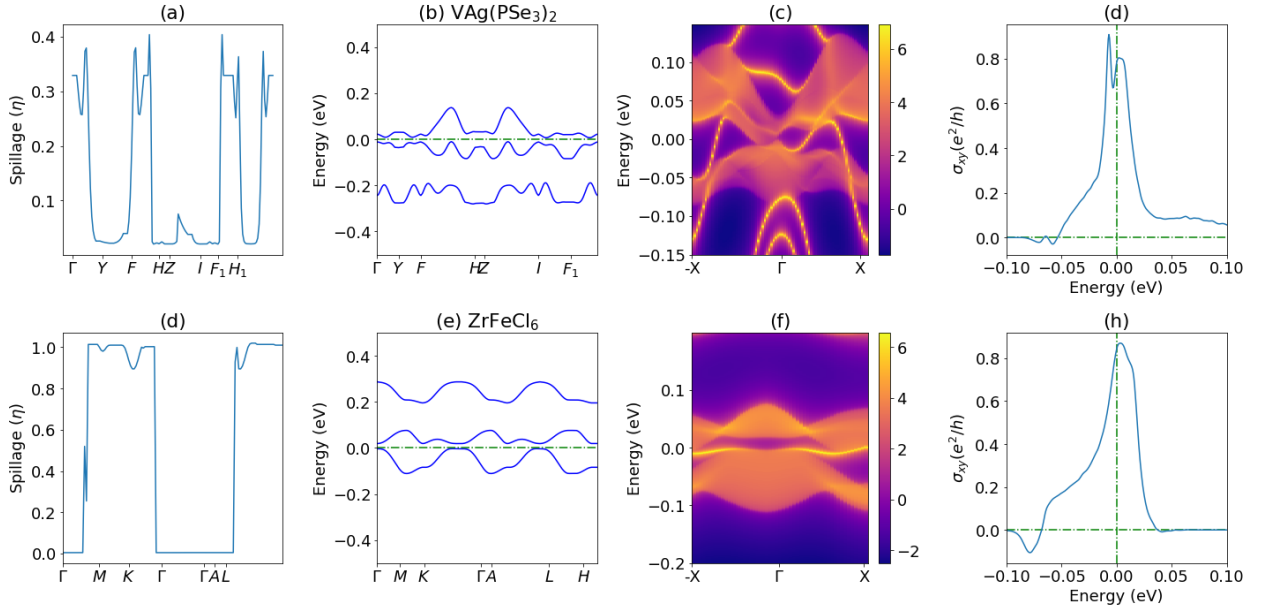 (a)
(b) VAg(PSe₃)₂
(c)
(d)
Spillage (η)
0.4
0.3
0.2
0.1
Γ Y F HZ I F₁ H₁
Energy (eV)
0.4
0.2
0.0
−0.2
−0.4
Γ Y F HZ I F₁
Energy (eV)
0.10
0.05
0.00
−0.05
−0.10
−0.15
-X Γ X
6
4
2
0
σxy(e²/h)
0.8
0.6
0.4
0.2
0.0
−0.10 −0.05 0.00 0.05 0.10
Energy (eV)
(d)
(e) ZrFeCl₆
(f)
(h)
Spillage (η)
1.0
0.8
0.6
0.4
0.2
0.0
Γ M K Γ ΓAL
Energy (eV)
0.4
0.2
0.0
−0.2
−0.4
Γ M K ΓA L H
Energy (eV)
0.1
0.0
−0.1
−0.2
-X Γ X
6
4
2
0
−2
σxy(e²/h)
0.8
0.6
0.4
0.2
0.0
−0.10 −0.05 0.00 0.05 0.10
Energy (eV)